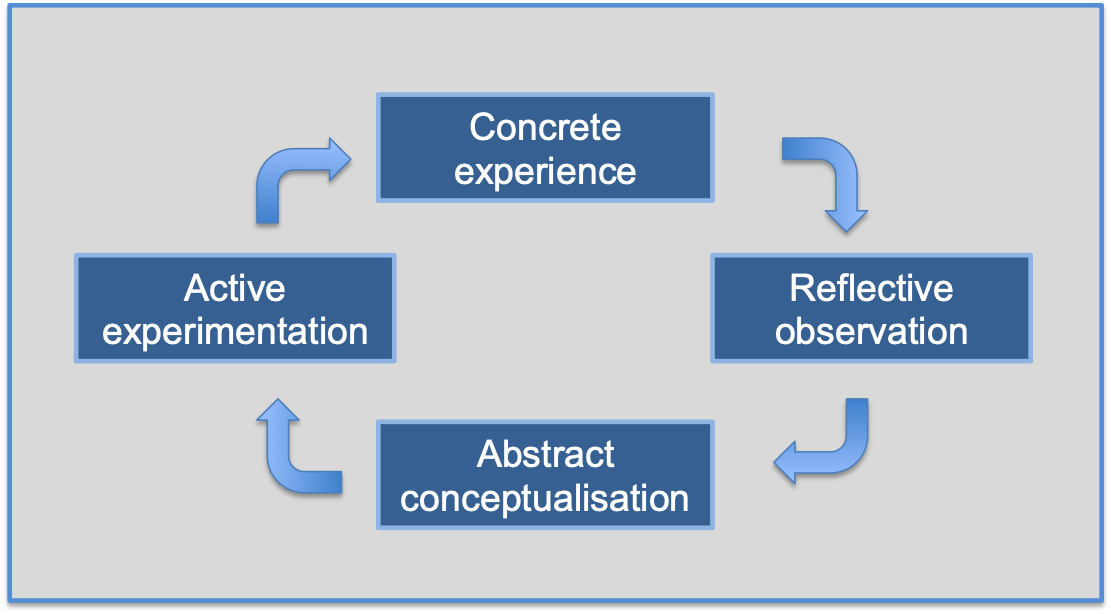 Concrete
experience
Reflective
observation
Abstract
conceptualisation
Active
experimentation